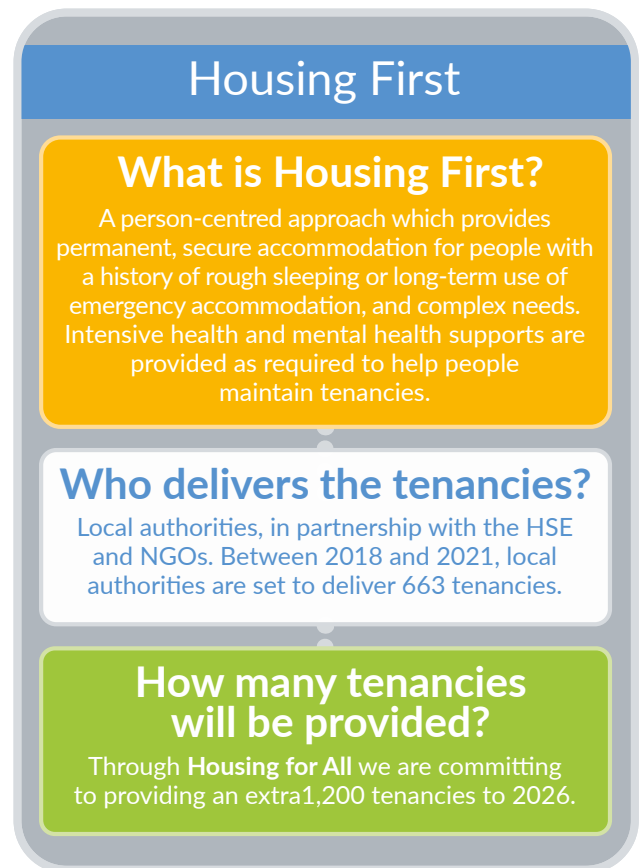 Housing First
What is Housing First?
A person-centred approach which provides
permanent, secure accommodation for people with
a history of rough sleeping or long-term use of
emergency accommodation, and complex needs.
Intensive health and mental health supports are
provided as required to help people
maintain tenancies.
Who delivers the tenancies?
Local authorities, in partnership with the HSE
and NGOs. Between 2018 and 2021, local
authorities are set to deliver 663 tenancies.
How many tenancies
will be provided?
Through Housing for All we are committing
to providing an extra1,200 tenancies to 2026.